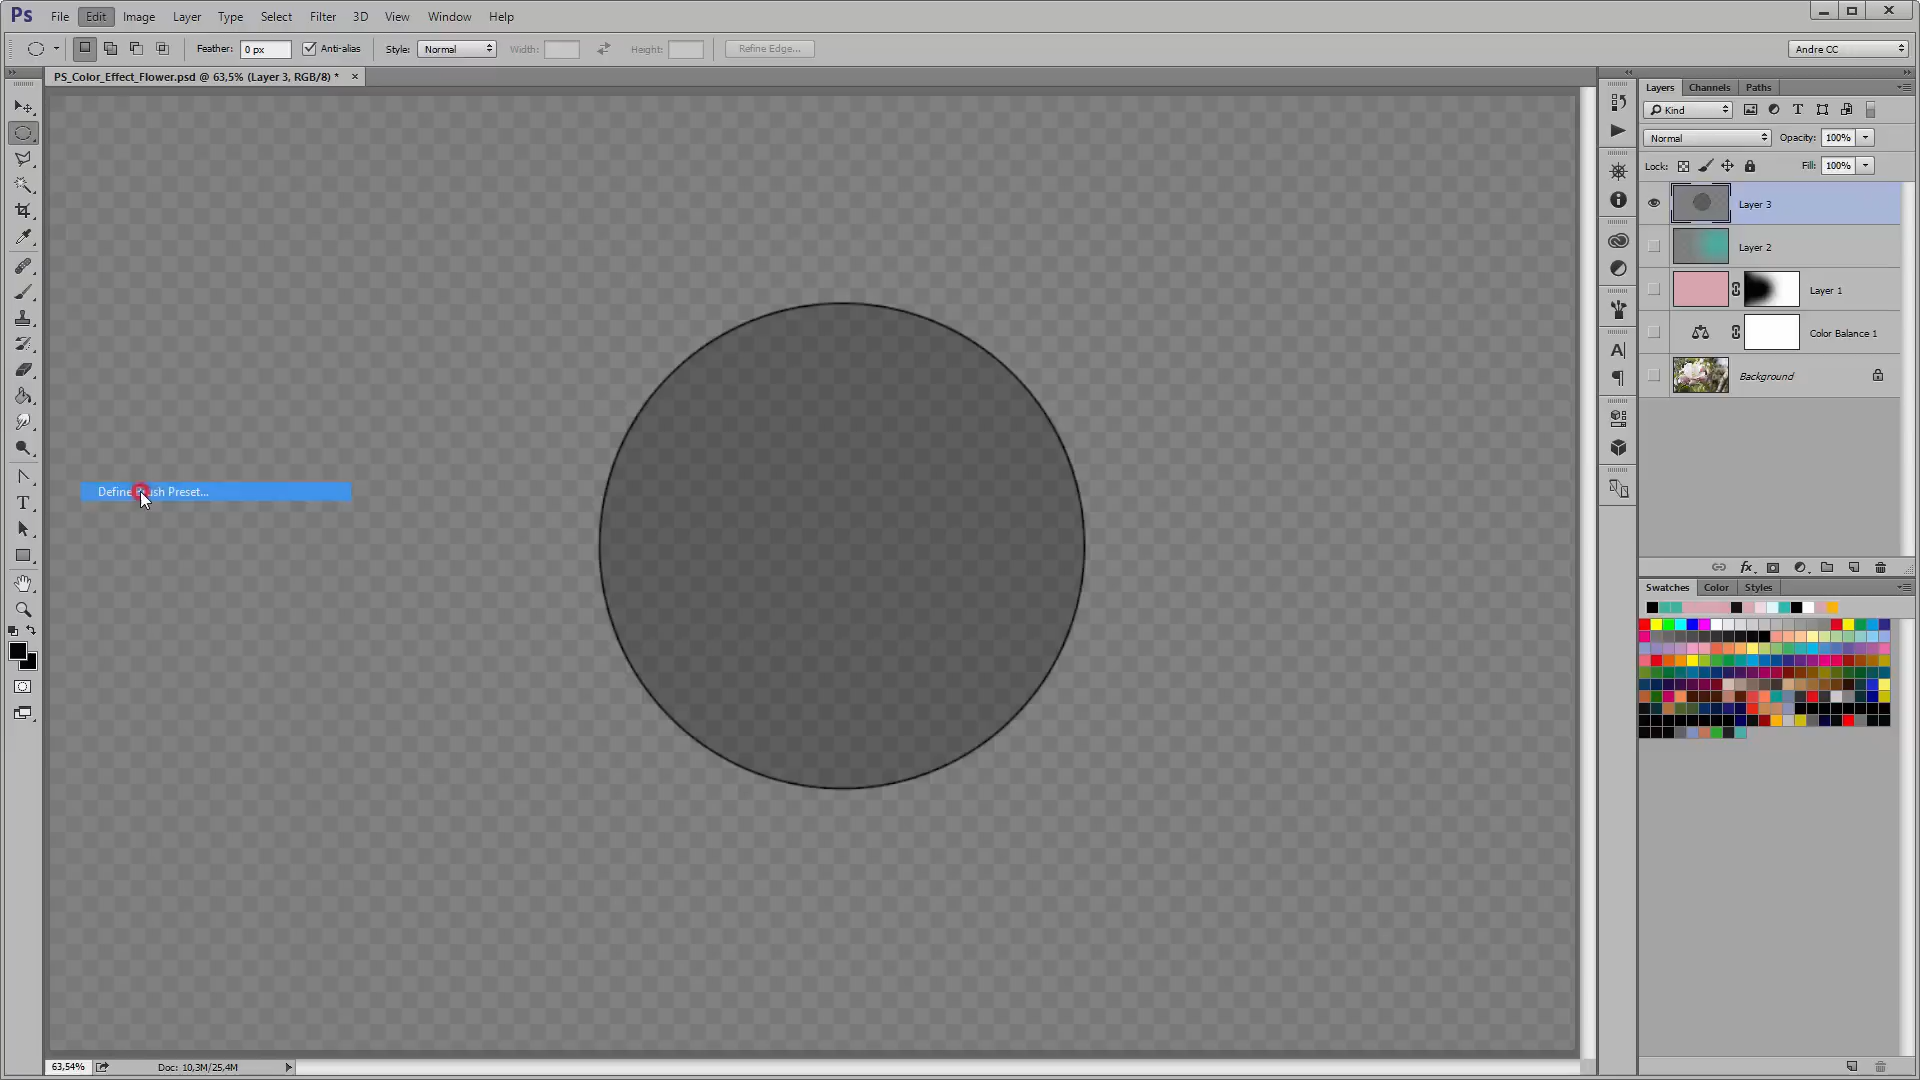 Ps File Edit Image Layer Type Select Filter 3D View Window Help
Feather: 0 px Anti-alias Style: Normal Width: Height: Refine Edge... Andre CC
PS_Color_Effect_Flower.psd @ 63,5% (Layer 3, RGB/8) * ×
Layers Channels Paths
Kind
Normal Opacity: 100%
Lock: Fill: 100%
Layer 3
Layer 2
Layer 1
Color Balance 1
Background
Define Brush Preset...
Swatches Color Styles
63,54% Doc: 10,3M/25,4M